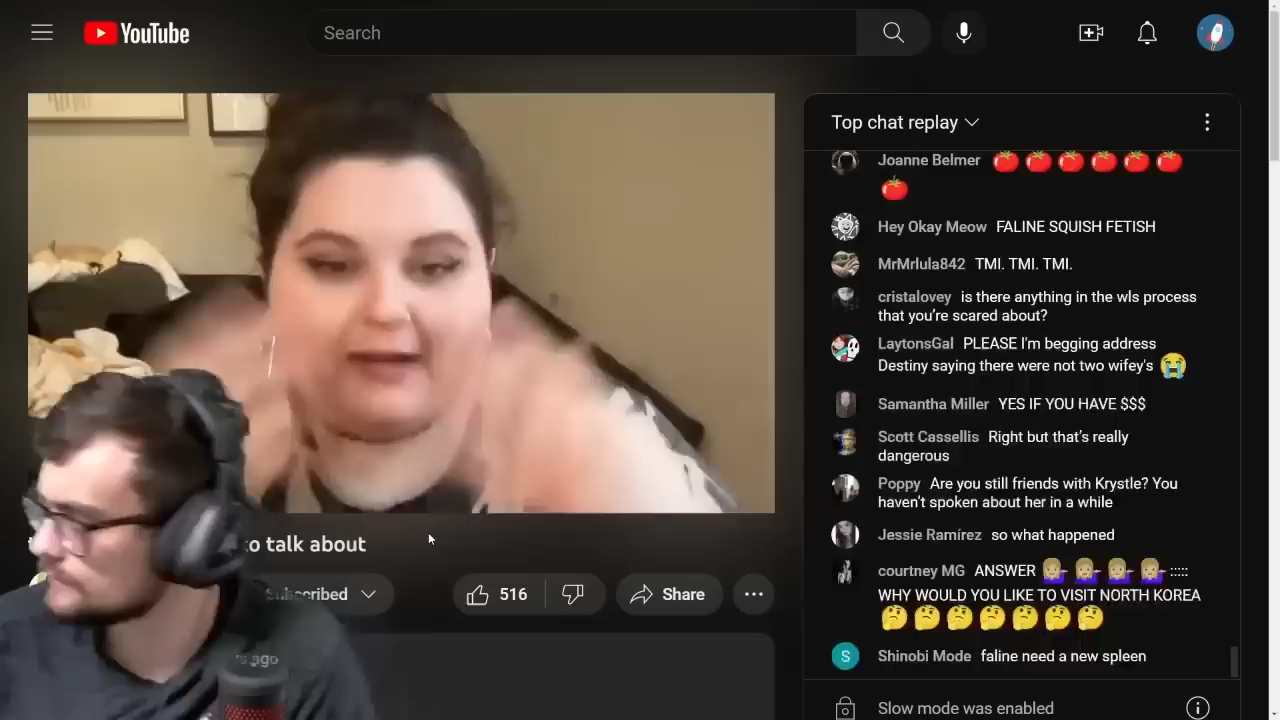 YouTube
Search
Top chat replay
Joanne Belmer 🍅🍅🍅🍅🍅🍅
🍅
Hey Okay Meow FALINE SQUISH FETISH
MrMrlula842 TMI. TMI. TMI.
cristalovey is there anything in the wls process
that you’re scared about?
LaytonsGal PLEASE I'm begging address
Destiny saying there were not two wifey's 😭
Samantha Miller YES IF YOU HAVE $$$
Scott Cassellis Right but that’s really
dangerous
Poppy Are you still friends with Krystle? You
haven't spoken about her in a while
Jessie Ramírez so what happened
courtney MG ANSWER 💁🏼‍♀️💁🏼‍♀️💁🏼‍♀️💁🏼‍♀️:::::
WHY WOULD YOU LIKE TO VISIT NORTH KOREA
🤔🤔🤔🤔🤔🤔🤔
S Shinobi Mode faline need a new spleen
Slow mode was enabled
to talk about
Subscribed
516
Share
ago